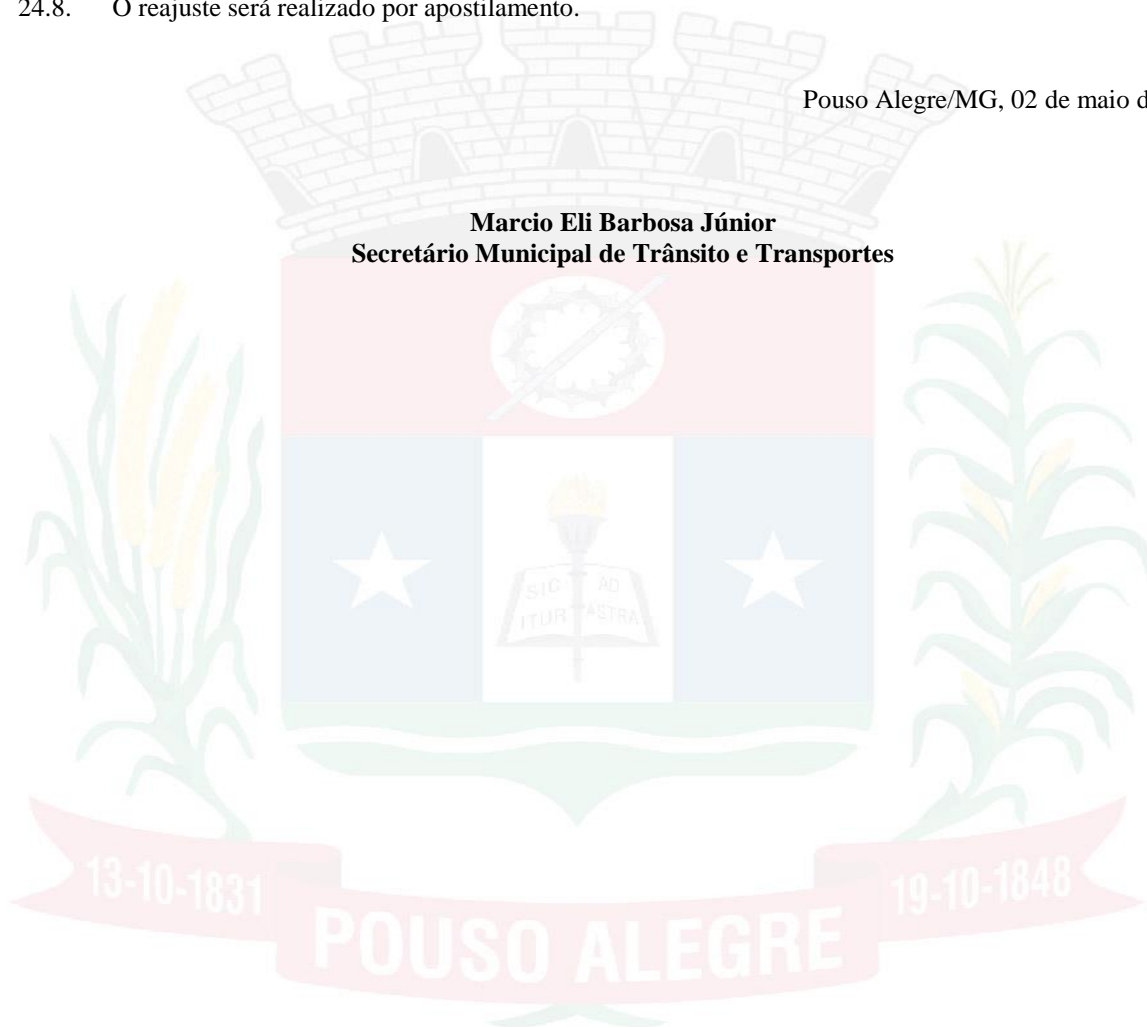 24.8. O reajuste será realizado por apostilamento.
Pouso Alegre/MG, 02 de maio d
Marcio Eli Barbosa Júnior
Secretário Municipal de Trânsito e Transportes
SIC AD
ITUR ASTRA
13-10-1831
19-10-1848
POUSO ALEGRE